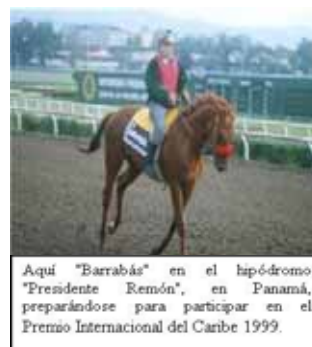 Aquí "Barrabás" en el hipódromo
"Presidente Remón", en Panamá,
preparándose para participar en el
Premio Internacional del Caribe 1999.